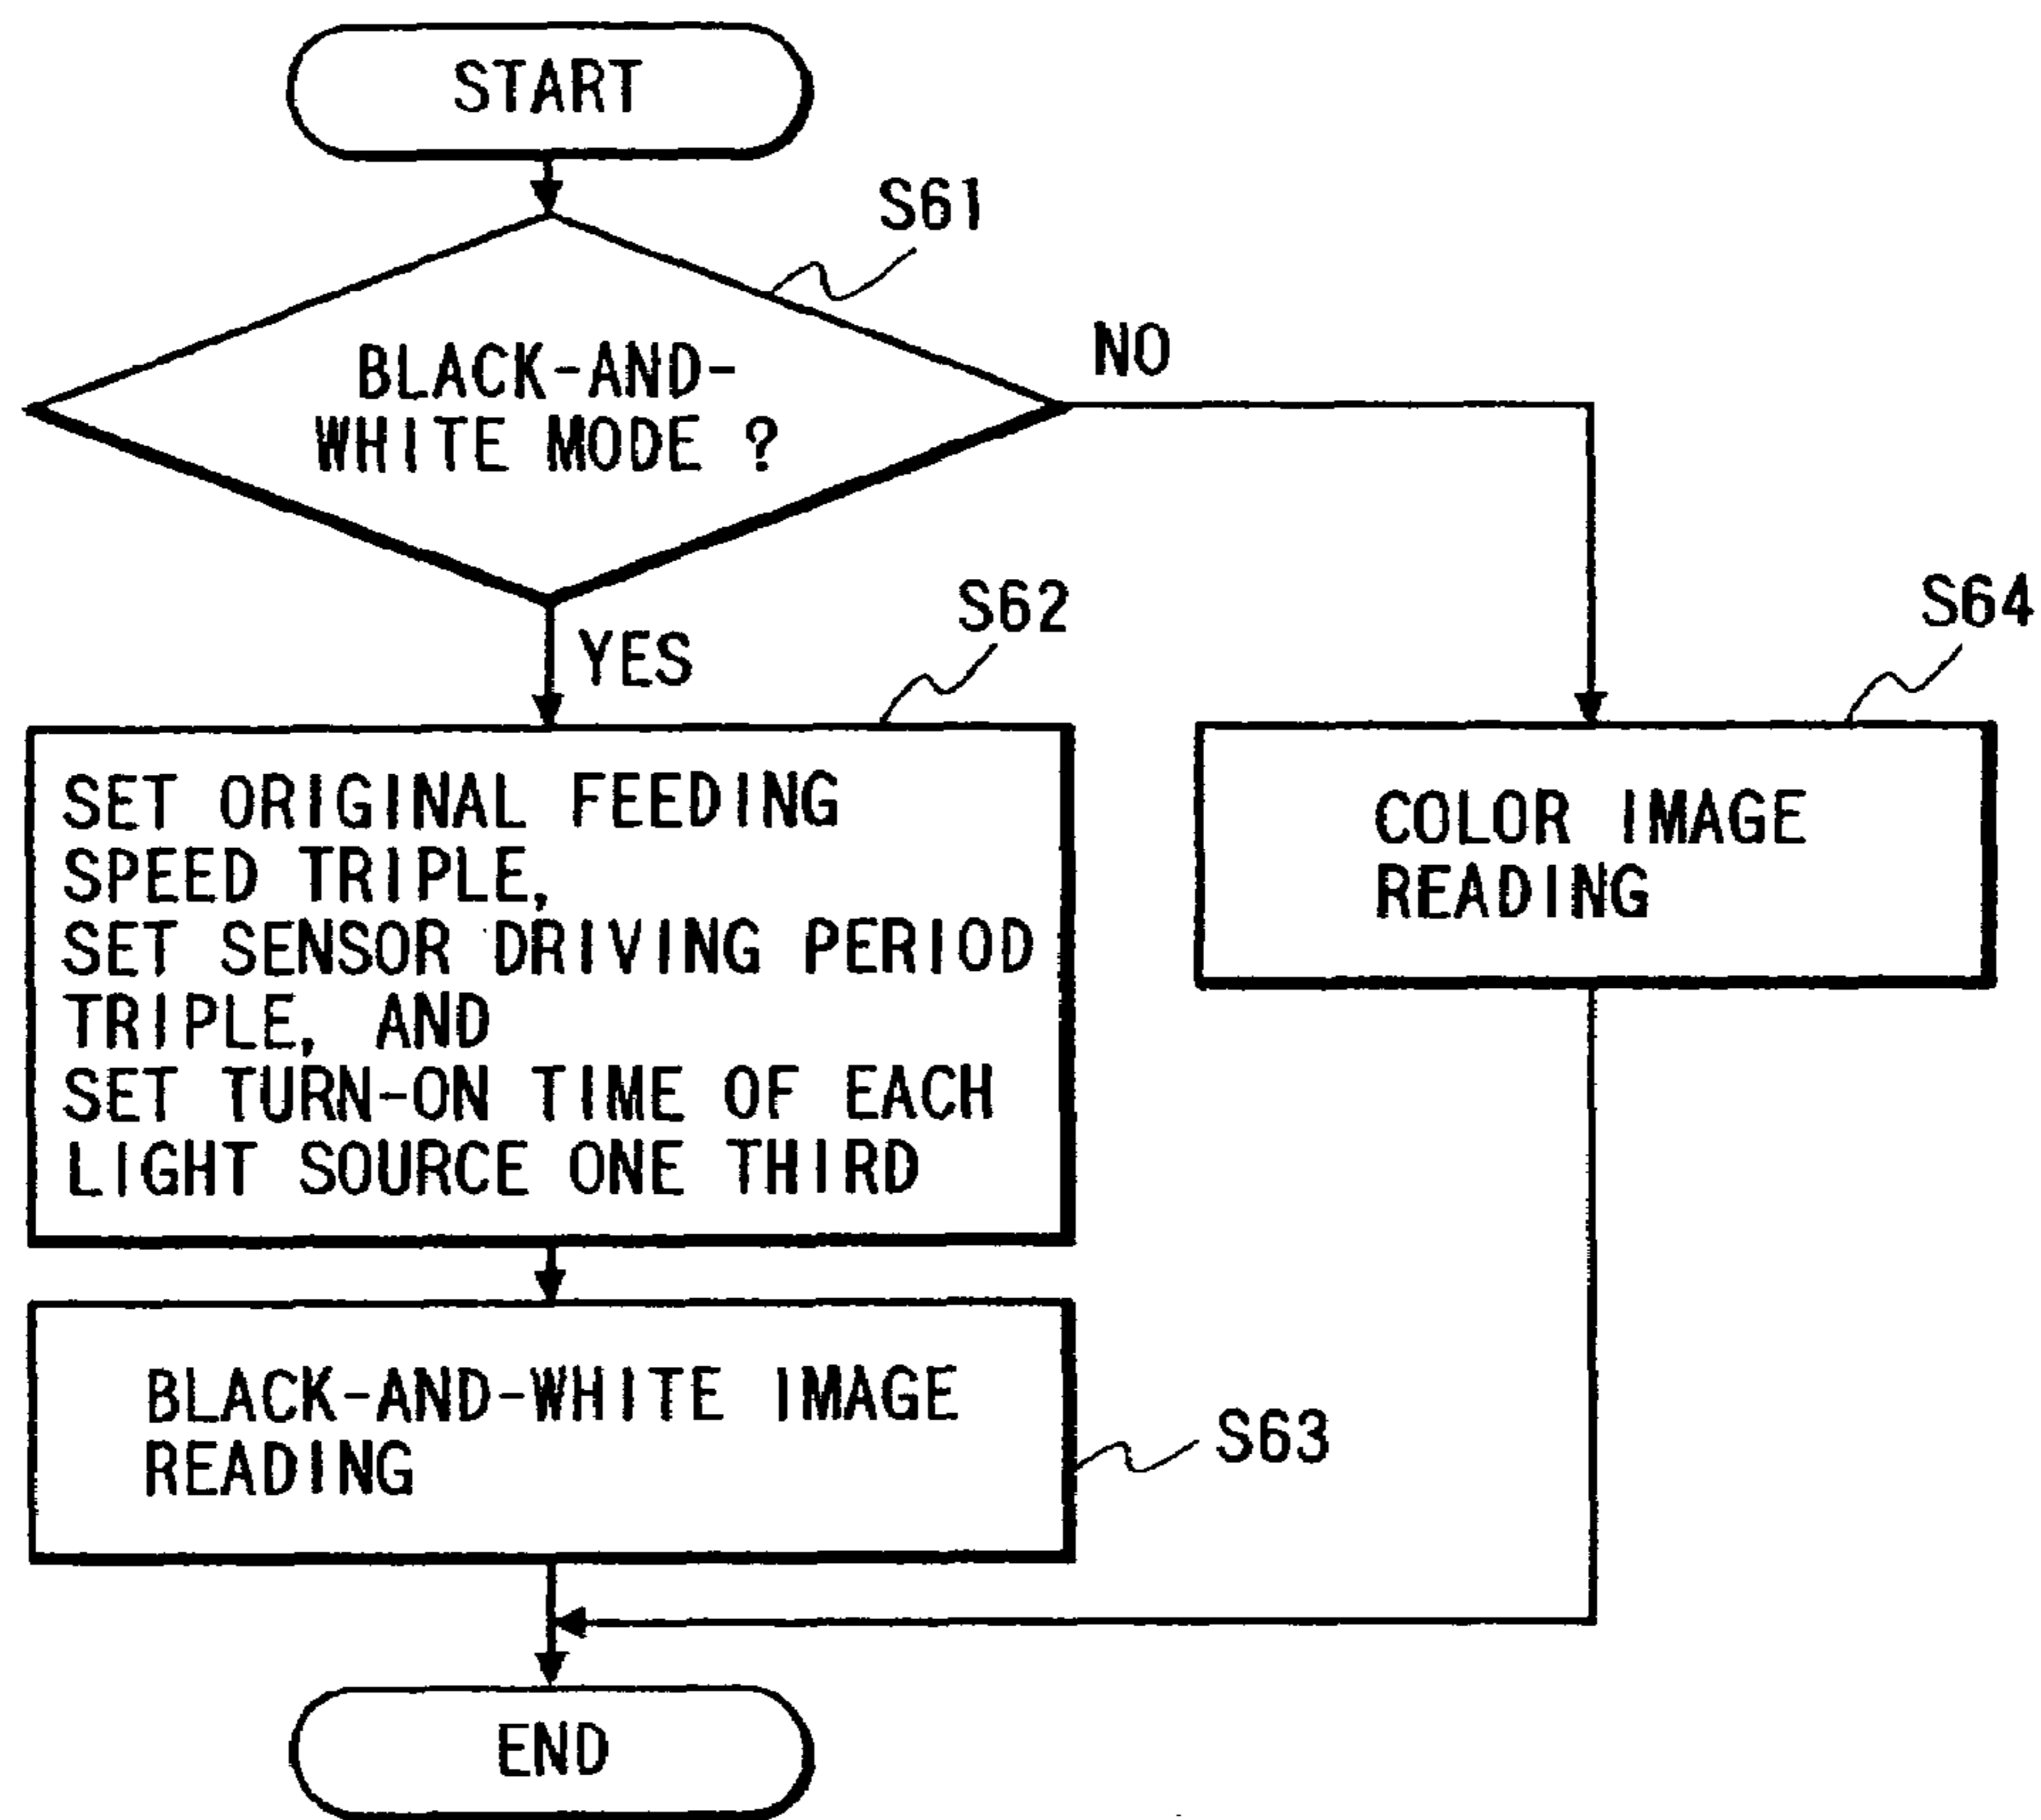 START
S61
BLACK-AND-
WHITE MODE ?
NO
YES
S62
SET ORIGINAL FEEDING
SPEED TRIPLE,
SET SENSOR DRIVING PERIOD
TRIPLE, AND
SET TURN-ON TIME OF EACH
LIGHT SOURCE ONE THIRD
S64
COLOR IMAGE
READING
BLACK-AND-WHITE IMAGE
READING
S63
END